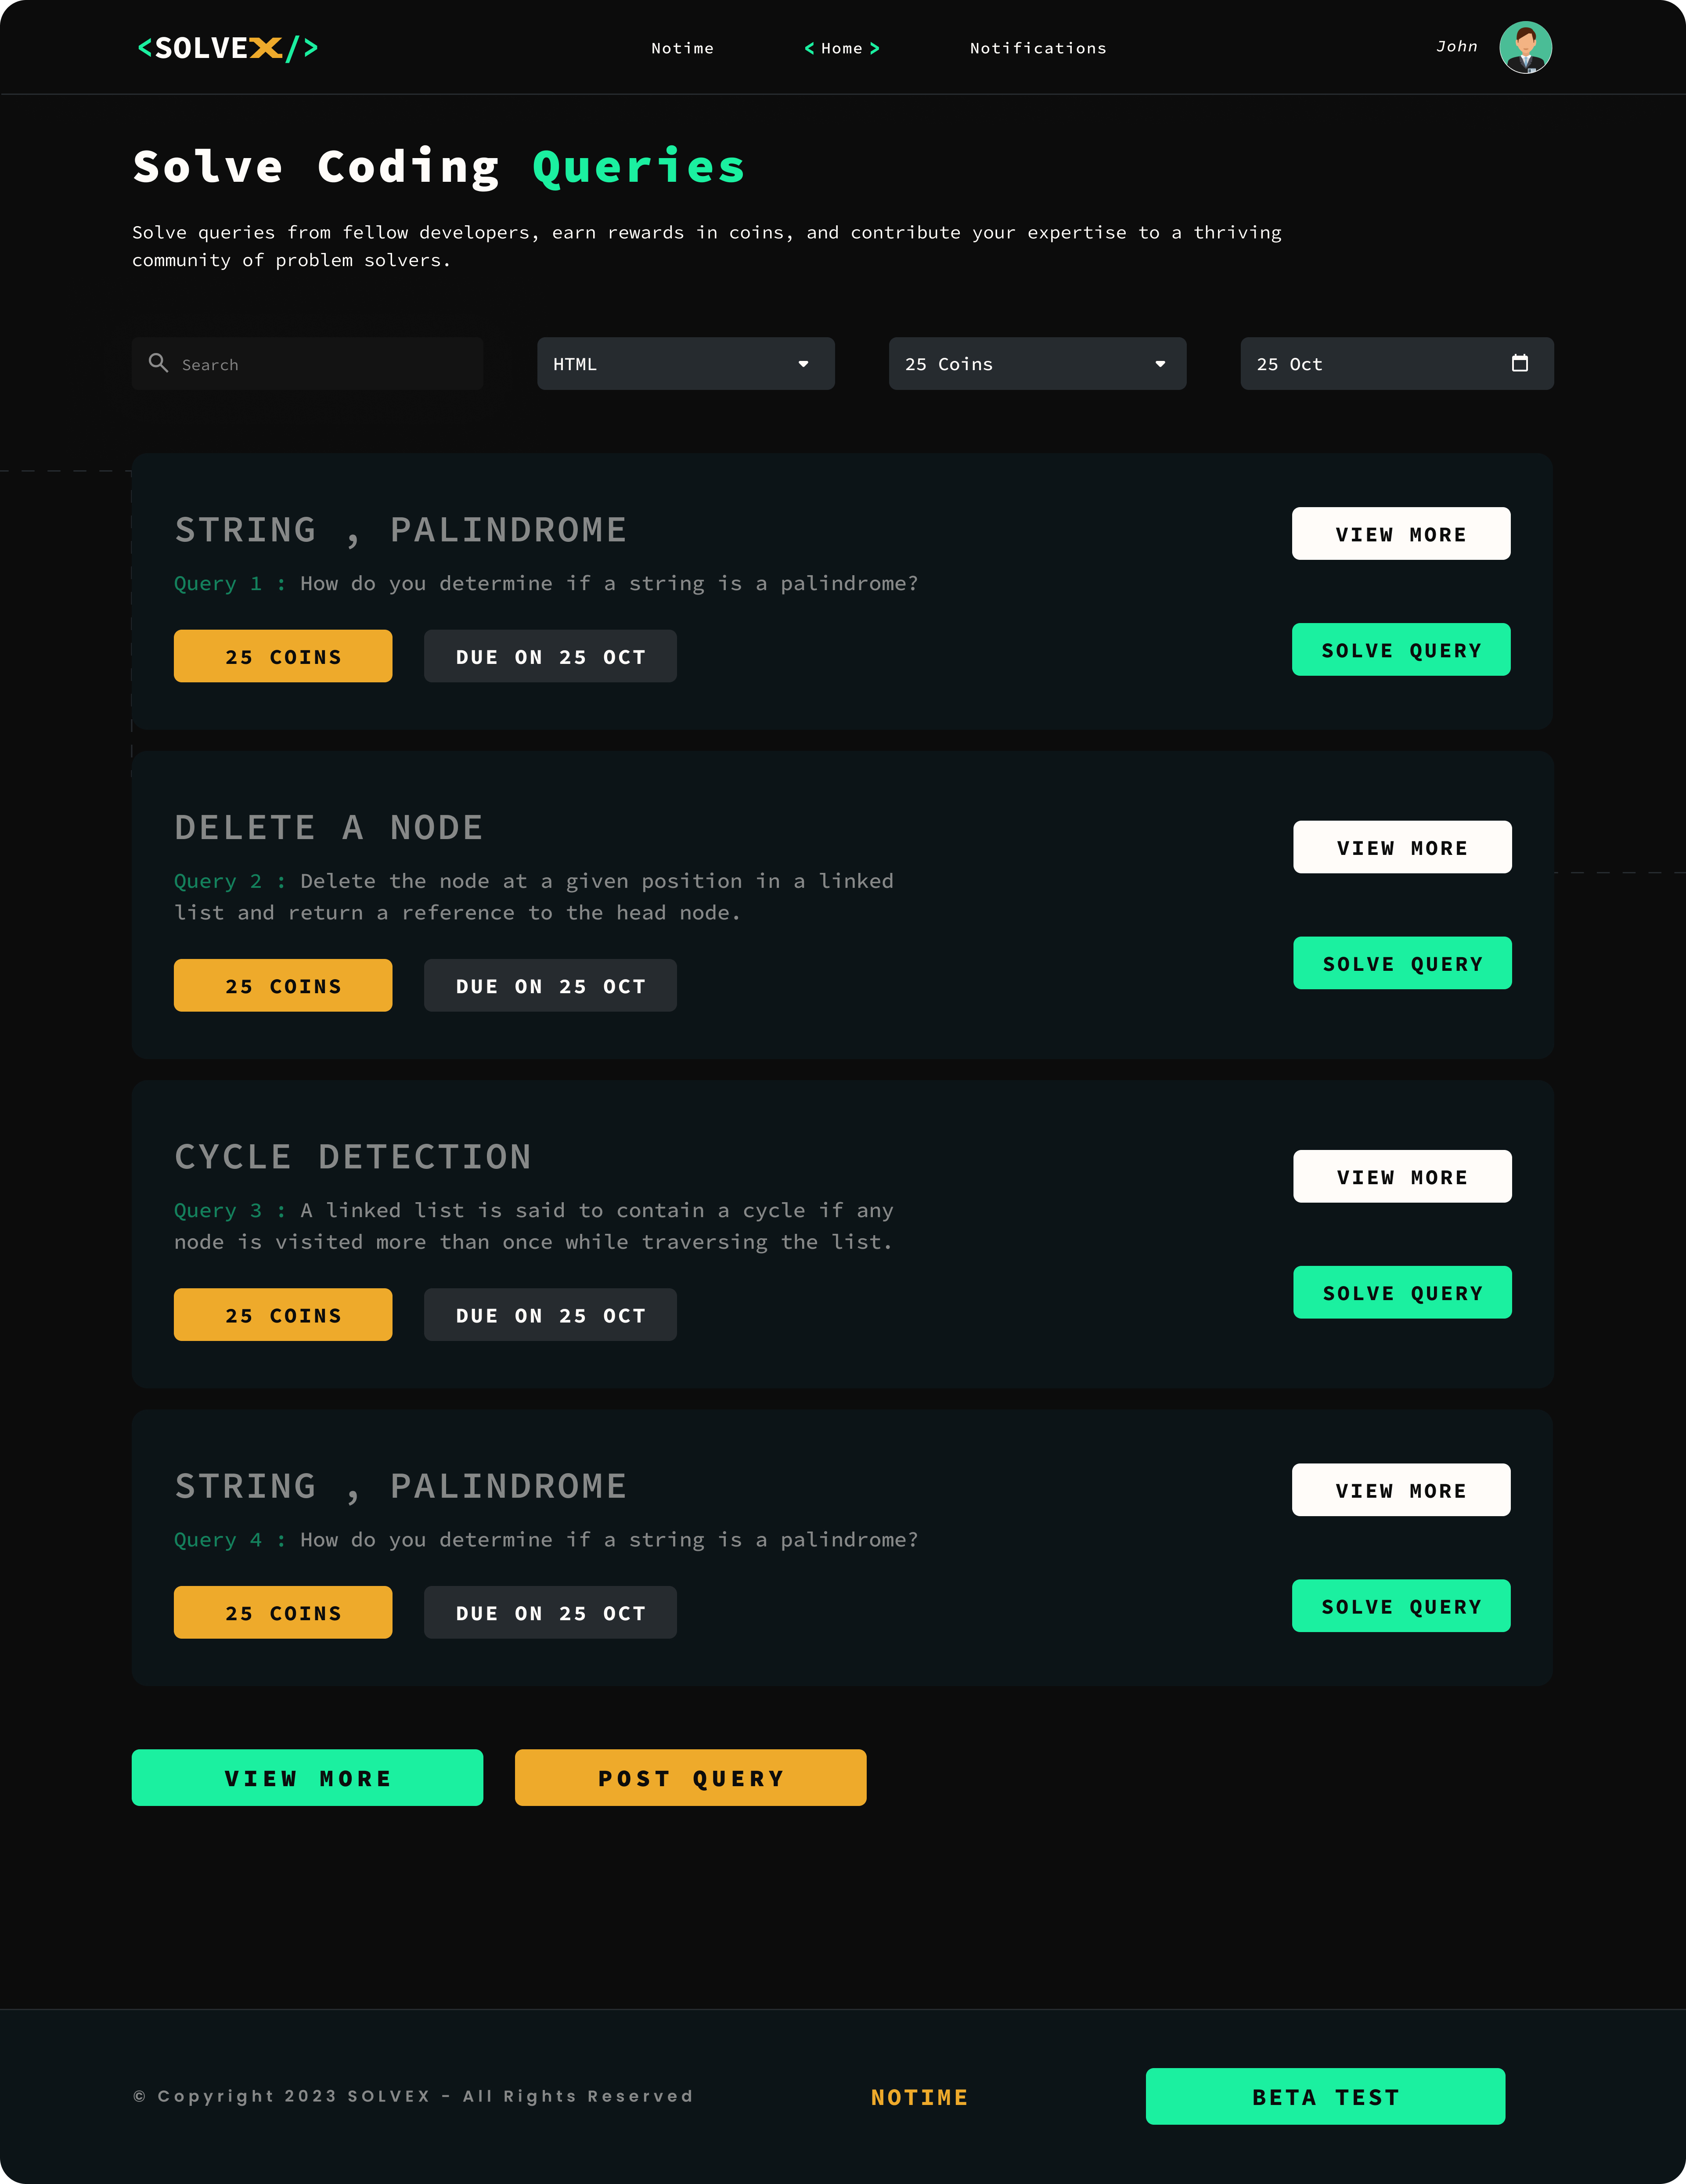 <SOLVEX/>
Notime
< Home >
Notifications
John
Solve Coding Queries
Solve queries from fellow developers, earn rewards in coins, and contribute your expertise to a thriving
community of problem solvers.
Search
HTML
25 Coins
25 Oct
STRING , PALINDROME
VIEW MORE
Query 1 : How do you determine if a string is a palindrome?
25 COINS
DUE ON 25 OCT
SOLVE QUERY
DELETE A NODE
VIEW MORE
Query 2 : Delete the node at a given position in a linked
list and return a reference to the head node.
25 COINS
DUE ON 25 OCT
SOLVE QUERY
CYCLE DETECTION
VIEW MORE
Query 3 : A linked list is said to contain a cycle if any
node is visited more than once while traversing the list.
25 COINS
DUE ON 25 OCT
SOLVE QUERY
STRING , PALINDROME
VIEW MORE
Query 4 : How do you determine if a string is a palindrome?
25 COINS
DUE ON 25 OCT
SOLVE QUERY
VIEW MORE
POST QUERY
© Copyright 2023 SOLVEX - All Rights Reserved
NOTIME
BETA TEST